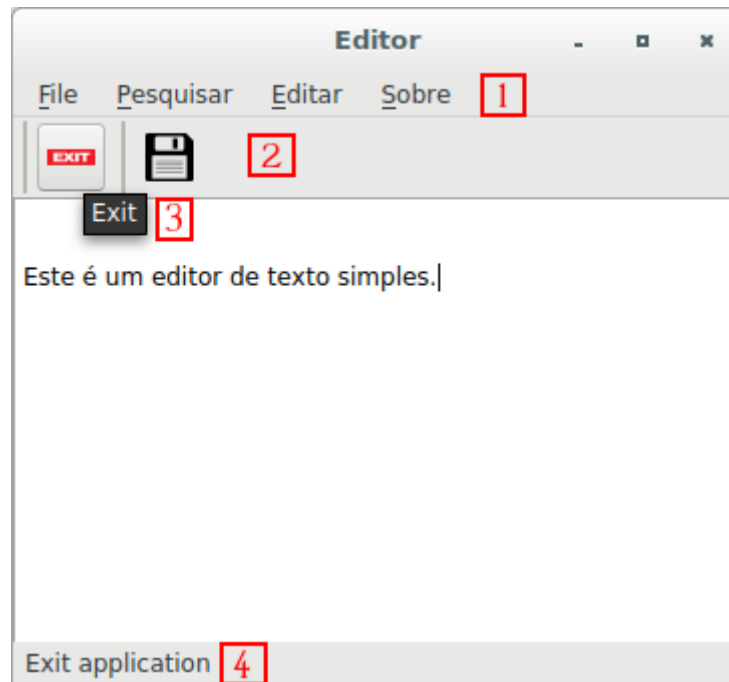 Editor
File Pesquisar Editar Sobre 1
EXIT 2
Exit 3
Este é um editor de texto simples.
Exit application 4